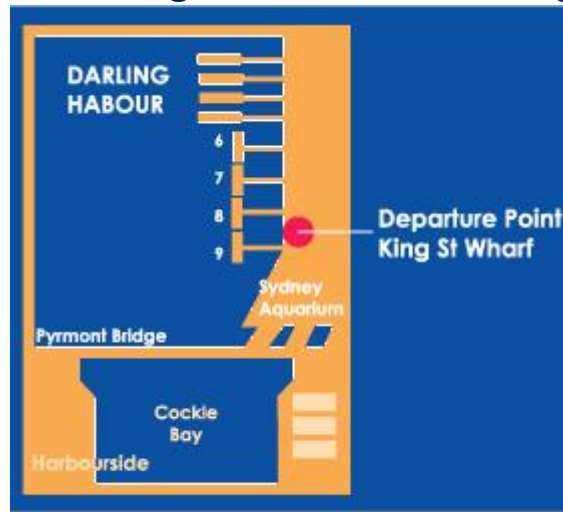 DARLING
HABOUR
6
7
8
9
Departure Point
King St Wharf
Sydney
Aquarium
Pyrmont Bridge
Cockle
Bay
Harbourside